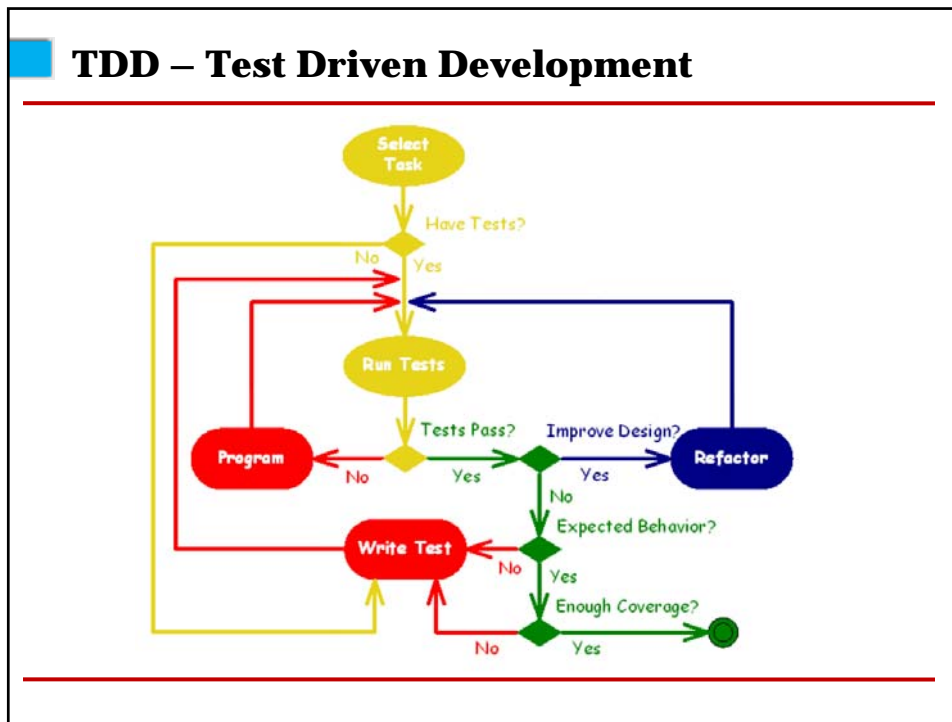 TDD – Test Driven Development
Select
Task
Have Tests?
No
Yes
Run Tests
Tests Pass?
Improve Design?
Program
No
Yes
Yes
Refactor
No
Expected Behavior?
Write Test
No
Yes
Enough Coverage?
No
Yes